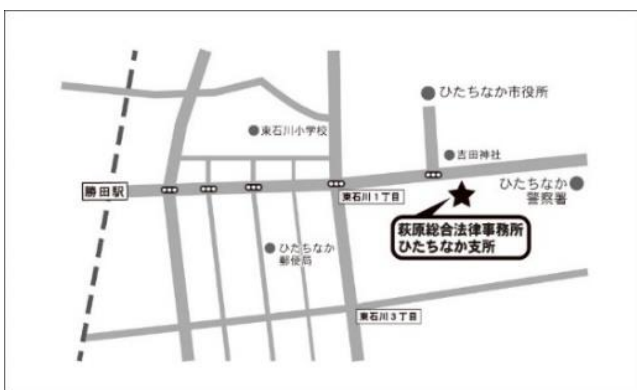 ひたちなか市役所
東石川小学校
吉田神社
勝田駅
東石川1丁目
ひたちなか
警察署
萩原総合法律事務所
ひたちなか支所
ひたちなか
郵便局
東石川3丁目